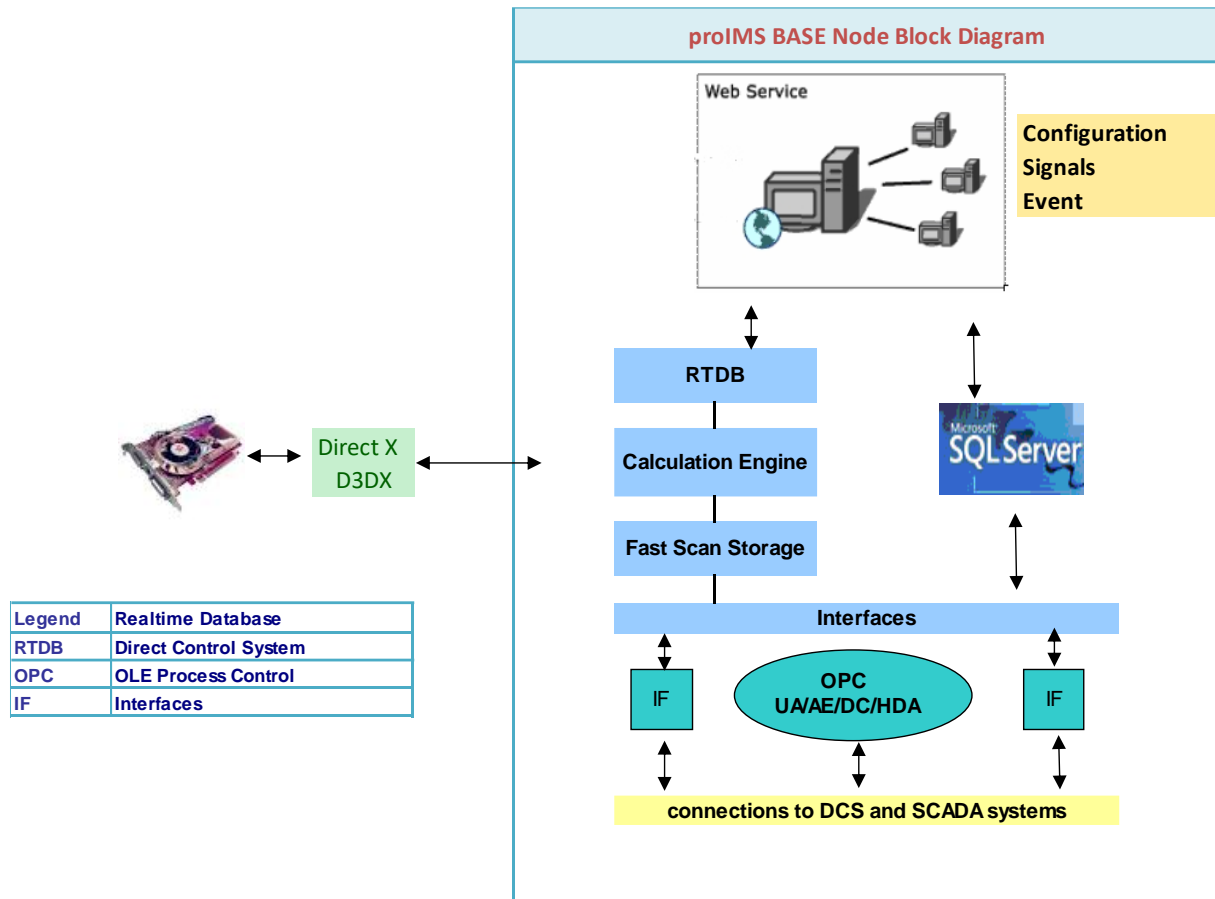 proIMS BASE Node Block Diagram
Web Service
Configuration
Signals
Event
RTDB
Calculation Engine
Fast Scan Storage
Microsoft
SQL Server
Direct X
D3DX
Interfaces
IF
OPC
UA/AE/DC/HDA
IF
connections to DCS and SCADA systems
Legend Realtime Database
RTDB Direct Control System
OPC OLE Process Control
IF Interfaces